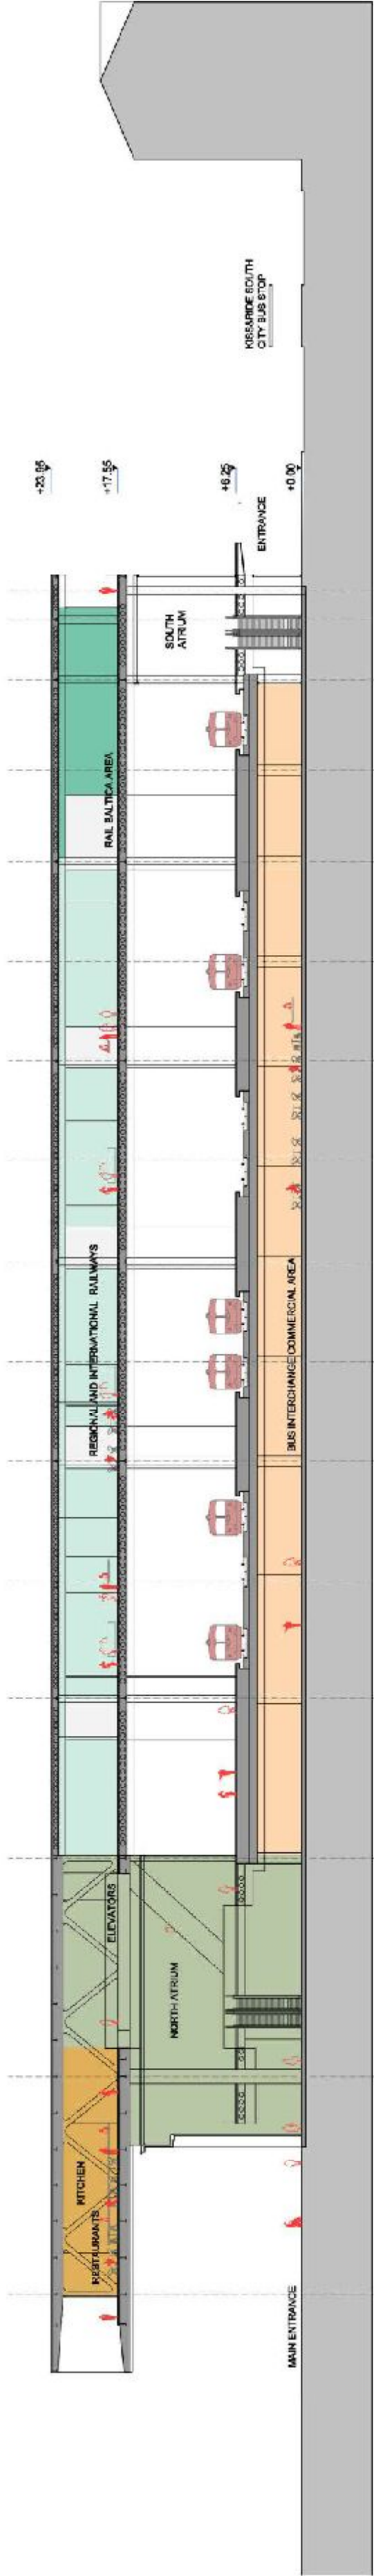 KISS&RIDE SOUTH
CITY BUS STOP
+23.95
+17.55
+6.25
+0.00
ENTRANCE
SOUTH
ATRIUM
RAIL BALTICA AREA
REGIONAL AND INTERNATIONAL RAILWAYS
BUS INTERCHANGE COMMERCIAL AREA
ELEVATORS
NORTH ATRIUM
KITCHEN
RESTAURANTS
MAIN ENTRANCE